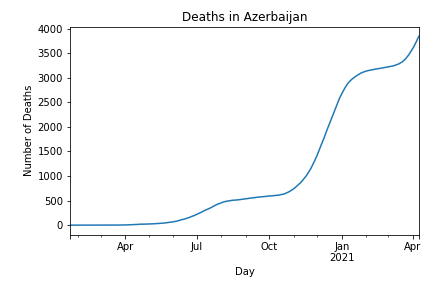 Deaths in Azerbaijan
4000
3500
3000
2500
2000
1500
1000
500
0
Number of Deaths
Apr
Jul
Oct
Jan
2021
Apr
Day